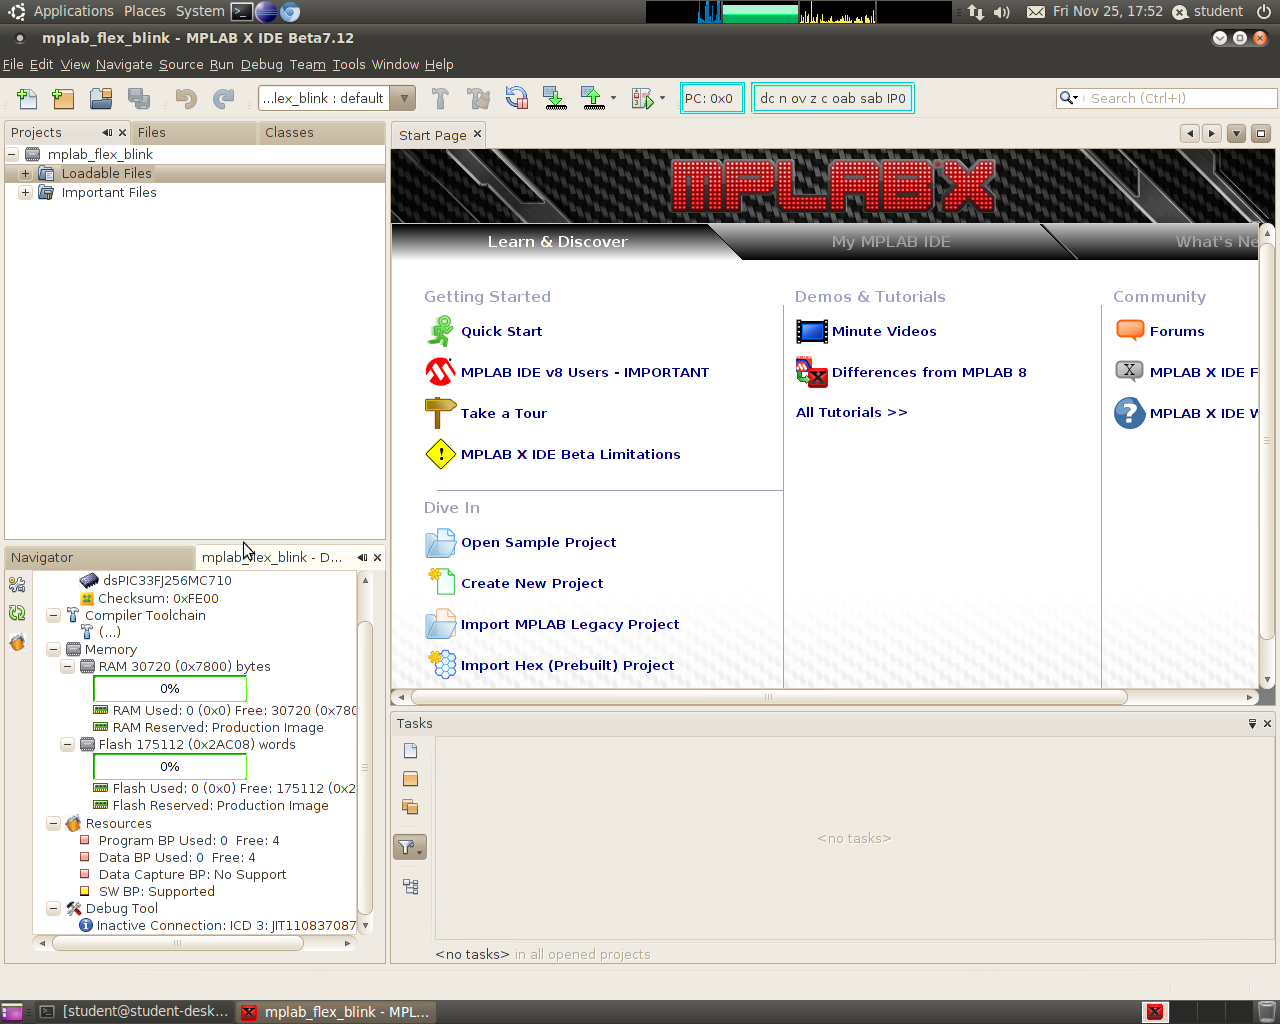 Applications Places System
Fri Nov 25, 17:52 student
mplab_flex_blink - MPLAB X IDE Beta7.12
File Edit View Navigate Source Run Debug Team Tools Window Help
...lex_blink : default
PC: 0x0
dc n ov z c oab sab IP0
Search (Ctrl+I)
Projects
Files
Classes
mplab_flex_blink
Loadable Files
Important Files
Start Page
MPLAB X
Learn & Discover
My MPLAB IDE
What's Ne
Getting Started
Quick Start
MPLAB IDE v8 Users - IMPORTANT
Take a Tour
MPLAB X IDE Beta Limitations
Demos & Tutorials
Minute Videos
Differences from MPLAB 8
All Tutorials >>
Community
Forums
MPLAB X IDE F
MPLAB X IDE W
Dive In
Open Sample Project
Create New Project
Import MPLAB Legacy Project
Import Hex (Prebuilt) Project
Navigator
mplab_flex_blink - D...
dsPIC33FJ256MC710
Checksum: 0xFE00
Compiler Toolchain
(...)
Memory
RAM 30720 (0x7800) bytes
0%
RAM Used: 0 (0x0) Free: 30720 (0x780
RAM Reserved: Production Image
Flash 175112 (0x2AC08) words
0%
Flash Used: 0 (0x0) Free: 175112 (0x2
Flash Reserved: Production Image
Resources
Program BP Used: 0 Free: 4
Data BP Used: 0 Free: 4
Data Capture BP: No Support
SW BP: Supported
Debug Tool
Inactive Connection: ICD 3: JIT110837087
Tasks
<no tasks>
<no tasks> in all opened projects
[student@student-desk...
mplab_flex_blink - MPL...